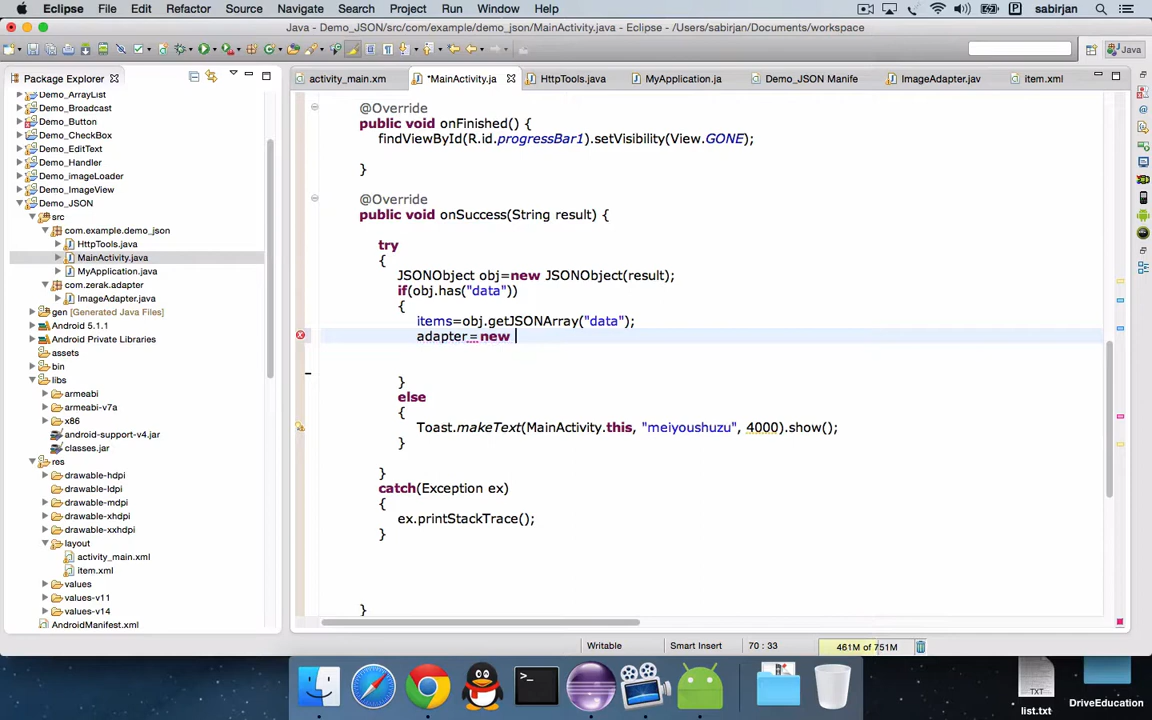 Eclipse File Edit Refactor Source Navigate Search Project Run Window Help sabirjan
Java - Demo_JSON/src/com/example/demo_json/MainActivity.java - Eclipse - /Users/sabirjan/Documents/workspace
Java
Package Explorer
activity_main.xm
*MainActivity.ja
HttpTools.java
MyApplication.ja
Demo_JSON Manife
ImageAdapter.jav
item.xml
Demo_ArrayList
Demo_Broadcast
Demo_Button
Demo_CheckBox
Demo_EditText
Demo_Handler
Demo_imageLoader
Demo_ImageView
Demo_JSON
src
com.example.demo_json
HttpTools.java
MainActivity.java
MyApplication.java
com.zerak.adapter
ImageAdapter.java
gen [Generated Java Files]
Android 5.1.1
Android Private Libraries
assets
bin
libs
armeabi
armeabi-v7a
x86
android-support-v4.jar
classes.jar
res
drawable-hdpi
drawable-ldpi
drawable-mdpi
drawable-xhdpi
drawable-xxhdpi
layout
activity_main.xml
item.xml
values
values-v11
values-v14
AndroidManifest.xml
@Override
public void onFinished() {
findViewById(R.id.progressBar1).setVisibility(View.GONE);
}
@Override
public void onSuccess(String result) {
try
{
JSONObject obj=new JSONObject(result);
if(obj.has("data"))
{
items=obj.getJSONArray("data");
adapter=new
}
else
{
Toast.makeText(MainActivity.this, "meiyoushuzu", 4000).show();
}
}
catch(Exception ex)
{
ex.printStackTrace();
}
}
Writable
Smart Insert
70 : 33
461M of 751M
TXT
list.txt
DriveEducation